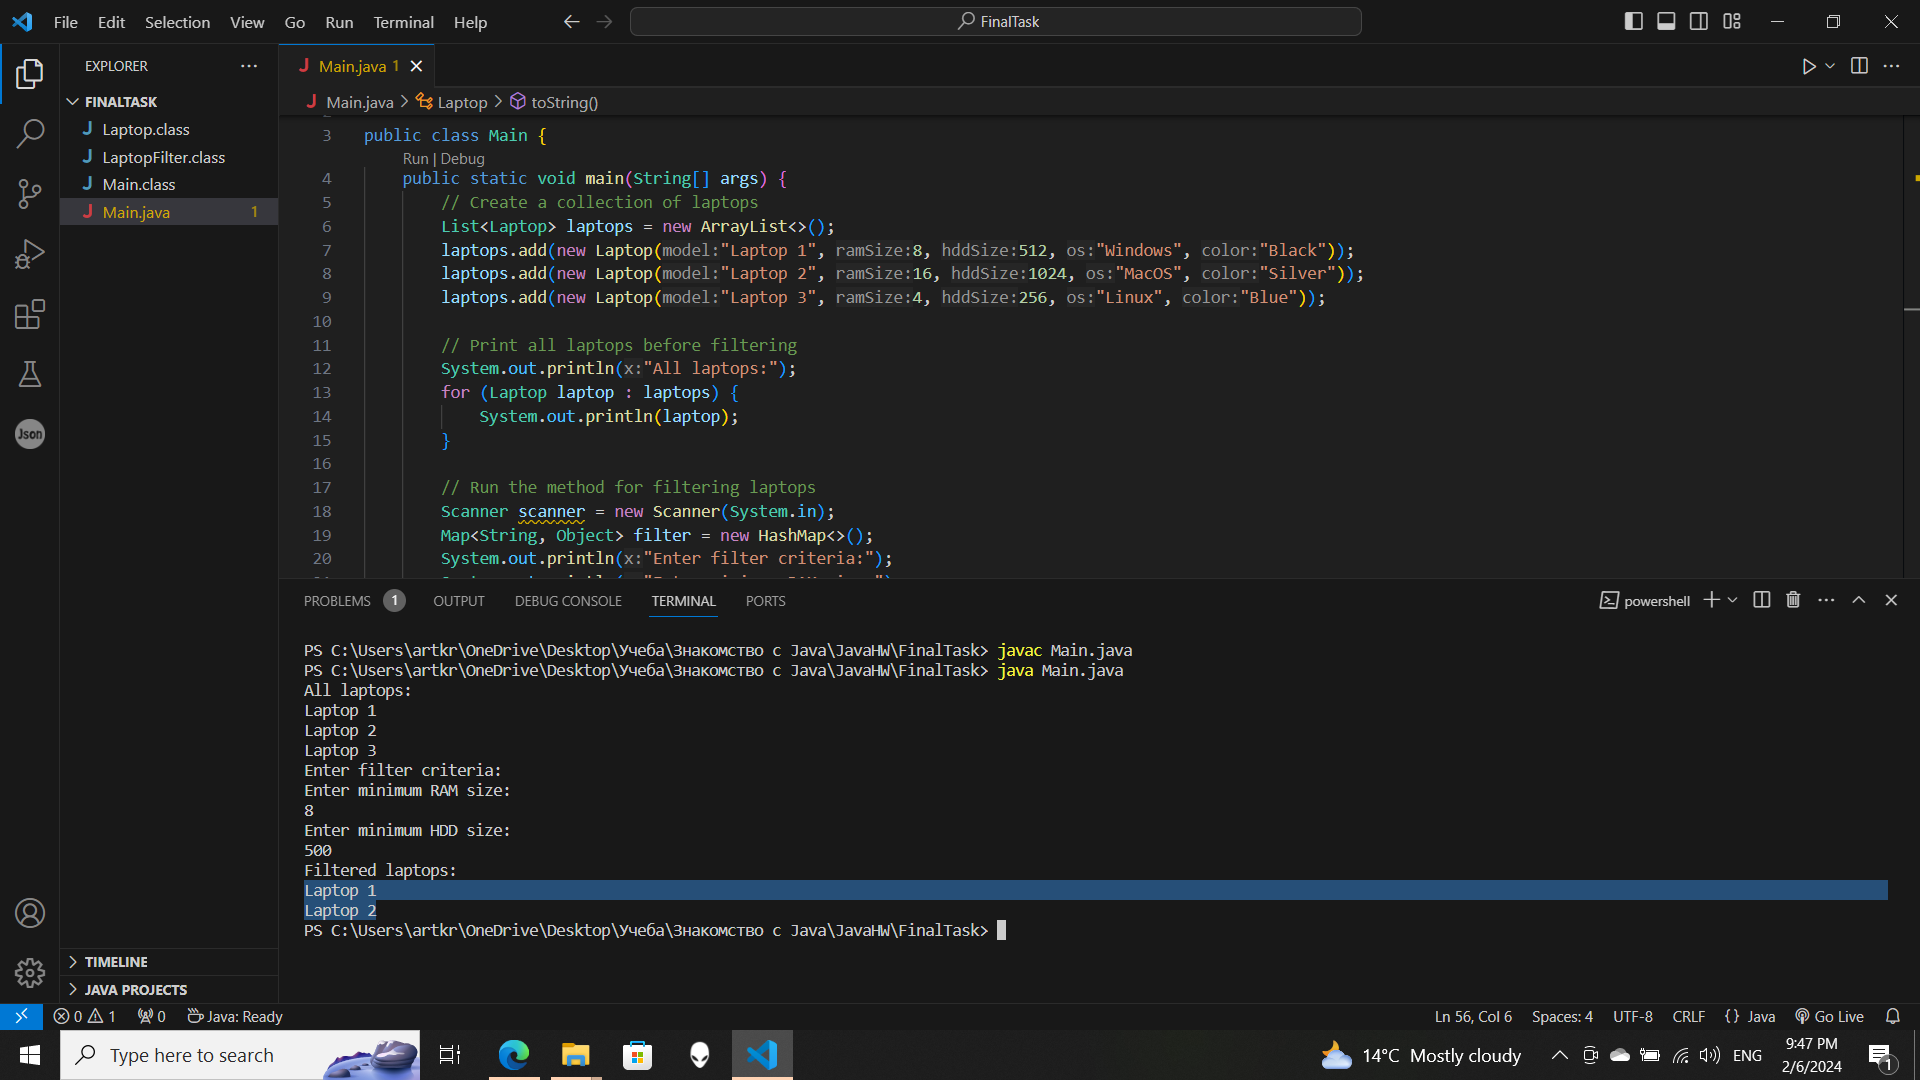 File Edit Selection View Go Run Terminal Help
FinalTask
EXPLORER
FINALTASK
Laptop.class
LaptopFilter.class
Main.class
Main.java 1
TIMELINE
JAVA PROJECTS
Main.java 1
Main.java > Laptop > toString()
3 public class Main {
Run | Debug
4 public static void main(String[] args) {
5 // Create a collection of laptops
6 List<Laptop> laptops = new ArrayList<>();
7 laptops.add(new Laptop(model:"Laptop 1", ramSize:8, hddSize:512, os:"Windows", color:"Black"));
8 laptops.add(new Laptop(model:"Laptop 2", ramSize:16, hddSize:1024, os:"MacOS", color:"Silver"));
9 laptops.add(new Laptop(model:"Laptop 3", ramSize:4, hddSize:256, os:"Linux", color:"Blue"));
10
11 // Print all laptops before filtering
12 System.out.println(x:"All laptops:");
13 for (Laptop laptop : laptops) {
14 System.out.println(laptop);
15 }
16
17 // Run the method for filtering laptops
18 Scanner scanner = new Scanner(System.in);
19 Map<String, Object> filter = new HashMap<>();
20 System.out.println(x:"Enter filter criteria:");
PROBLEMS 1 OUTPUT DEBUG CONSOLE TERMINAL PORTS
powershell
PS C:\Users\artkr\OneDrive\Desktop\Учеба\Знакомство с Java\JavaHW\FinalTask> javac Main.java
PS C:\Users\artkr\OneDrive\Desktop\Учеба\Знакомство с Java\JavaHW\FinalTask> java Main.java
All laptops:
Laptop 1
Laptop 2
Laptop 3
Enter filter criteria:
Enter minimum RAM size:
8
Enter minimum HDD size:
500
Filtered laptops:
Laptop 1
Laptop 2
PS C:\Users\artkr\OneDrive\Desktop\Учеба\Знакомство с Java\JavaHW\FinalTask>
0 1 0 Java: Ready
Ln 56, Col 6 Spaces: 4 UTF-8 CRLF {} Java Go Live
Json
Type here to search
14°C Mostly cloudy
ENG
9:47 PM
2/6/2024
1